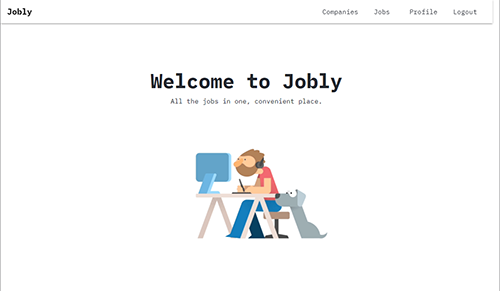 Jobly
Companies Jobs Profile Logout
Welcome to Jobly
All the jobs in one, convenient place.